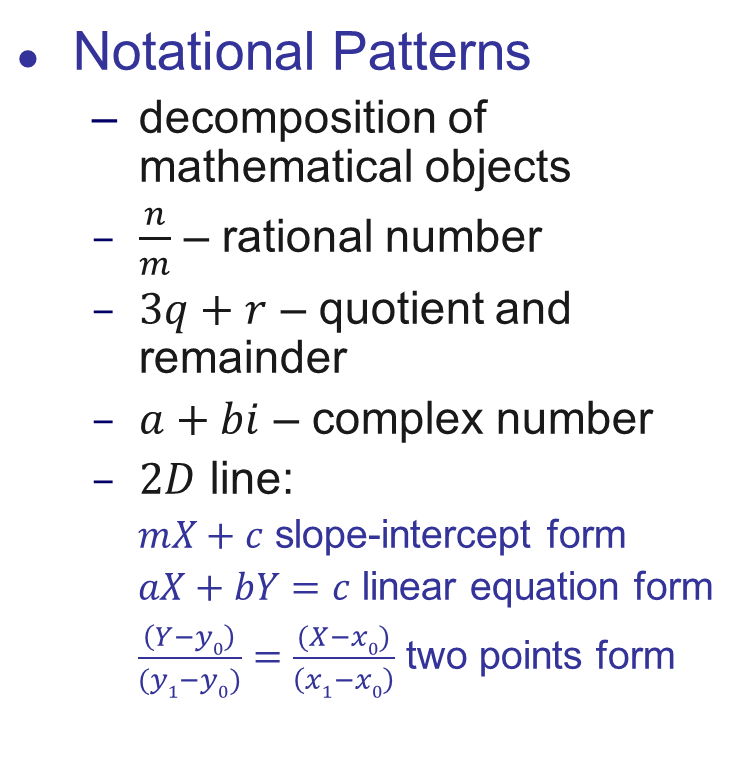 • Notational Patterns
– decomposition of
mathematical objects
– $\frac{n}{m}$ – rational number
– $3q + r$ – quotient and
remainder
– $a + bi$ – complex number
– $2D$ line:
$mX + c$ slope-intercept form
$aX + bY = c$ linear equation form
$\frac{(Y-y_0)}{(y_1-y_0)} = \frac{(X-x_0)}{(x_1-x_0)}$ two points form